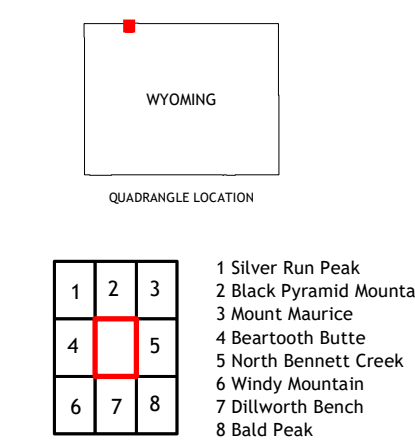 WYOMING
QUADRANGLE LOCATION
1 2 3
4 5
6 7 8
1 Silver Run Peak
2 Black Pyramid Mounta
3 Mount Maurice
4 Beartooth Butte
5 North Bennett Creek
6 Windy Mountain
7 Dillworth Bench
8 Bald Peak